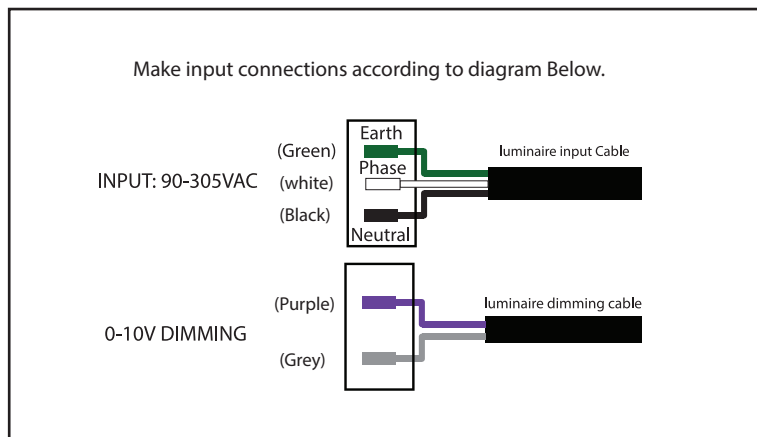 Make input connections according to diagram Below.
Earth
(Green)
luminaire input Cable
Phase
INPUT: 90-305VAC
(white)
(Black)
Neutral
(Purple)
luminaire dimming cable
0-10V DIMMING
(Grey)